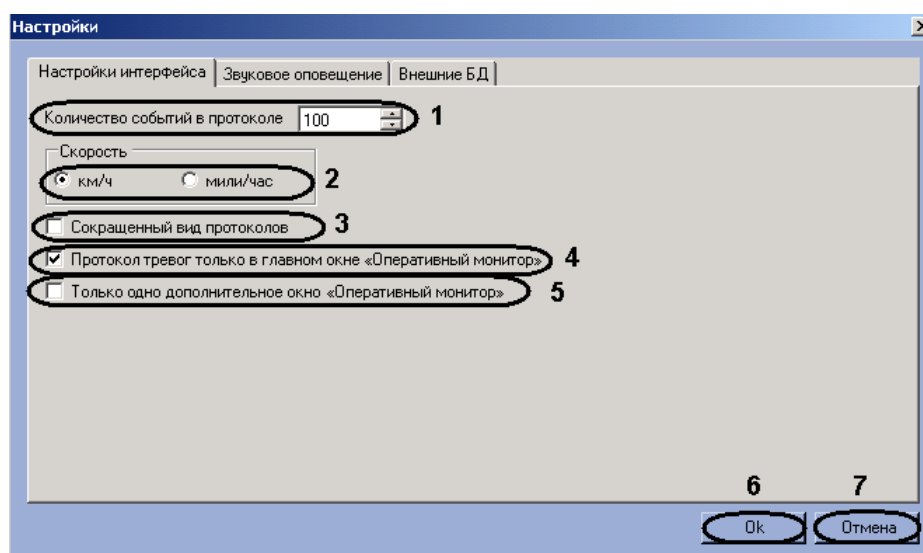 Настройки
Настройки интерфейса Звуковое оповещение Внешние БД
Количество событий в протоколе 100 1
Скорость
км/ч мили/час 2
Сокращенный вид протоколов 3
Протокол тревог только в главном окне «Оперативный монитор» 4
Только одно дополнительное окно «Оперативный монитор» 5
6 7
Ok Отмена